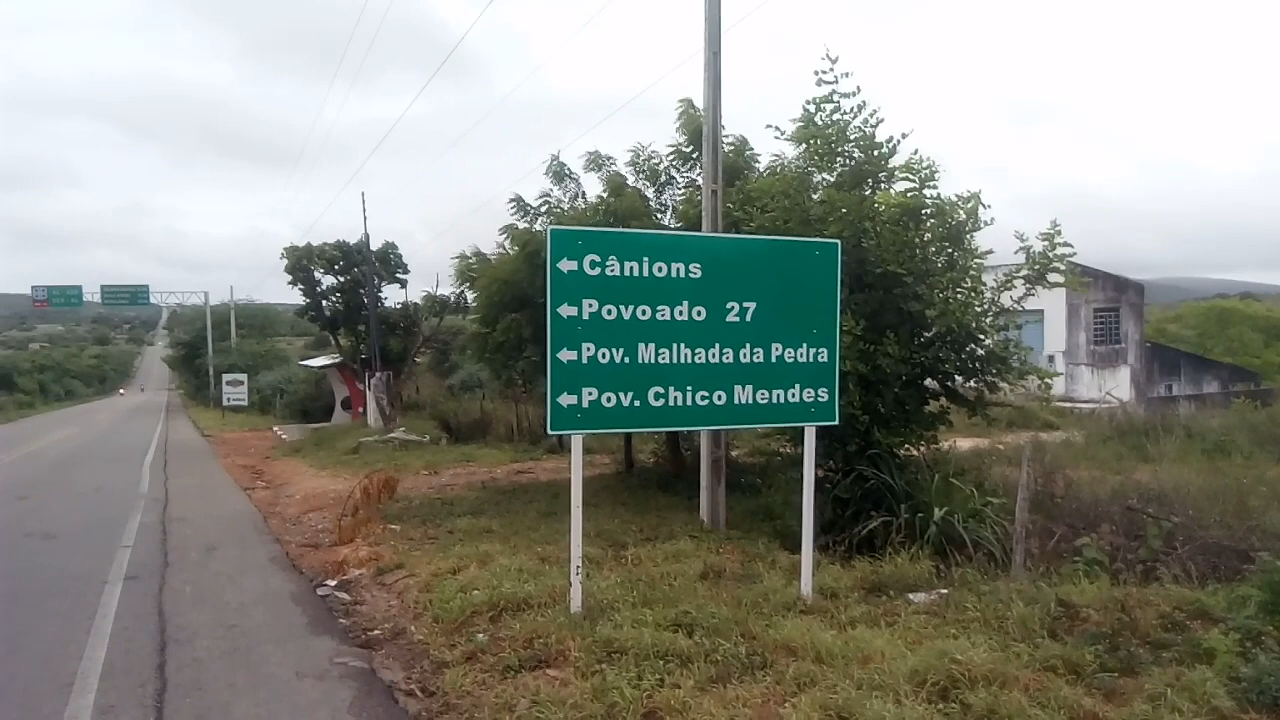 Cânions
Povoado 27
Pov. Malhada da Pedra
Pov. Chico Mendes